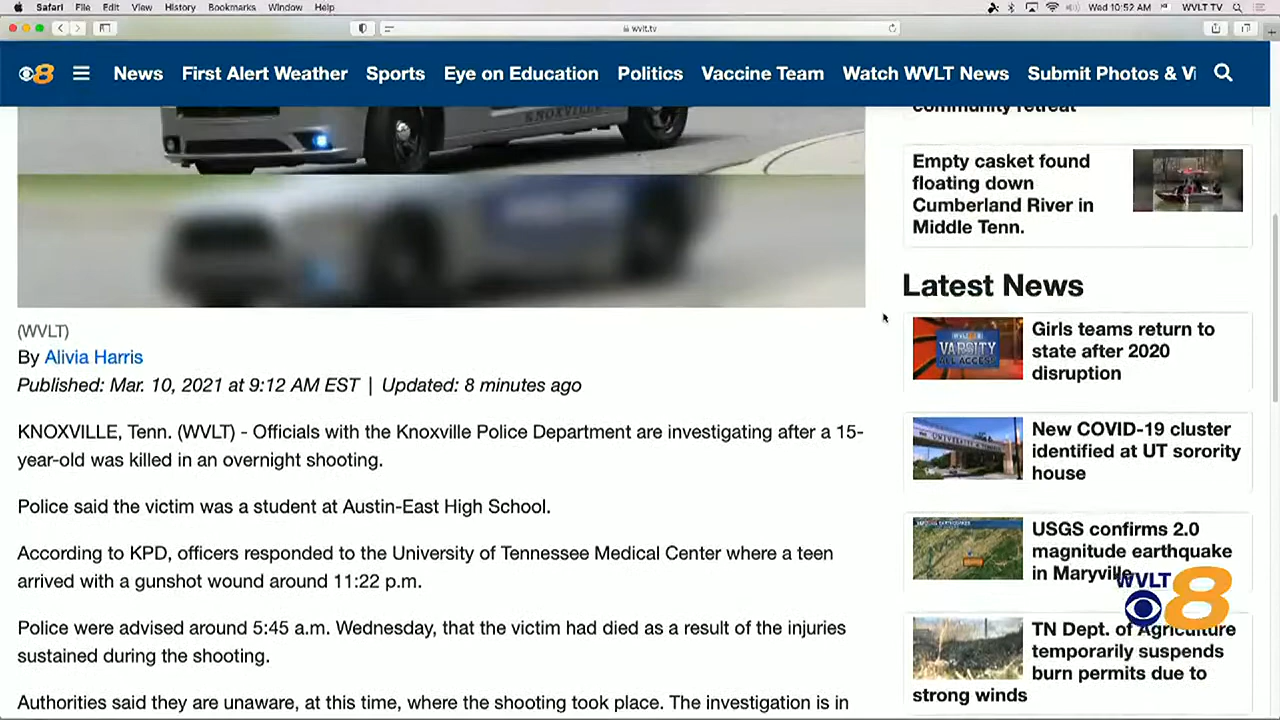 Safari File Edit View History Bookmarks Window Help
Wed 10:52 AM WVLT TV
wvlt.tv
8 News First Alert Weather Sports Eye on Education Politics Vaccine Team Watch WVLT News Submit Photos & Vi
KNOXVILLE
(WVLT)
By Alivia Harris
Published: Mar. 10, 2021 at 9:12 AM EST | Updated: 8 minutes ago
KNOXVILLE, Tenn. (WVLT) - Officials with the Knoxville Police Department are investigating after a 15-
year-old was killed in an overnight shooting.
Police said the victim was a student at Austin-East High School.
According to KPD, officers responded to the University of Tennessee Medical Center where a teen
arrived with a gunshot wound around 11:22 p.m.
Police were advised around 5:45 a.m. Wednesday, that the victim had died as a result of the injuries
sustained during the shooting.
Authorities said they are unaware, at this time, where the shooting took place. The investigation is in
community retreat
Empty casket found
floating down
Cumberland River in
Middle Tenn.
Latest News
VARSITY
ALL ACCESS
Girls teams return to
state after 2020
disruption
New COVID-19 cluster
identified at UT sorority
house
USGS confirms 2.0
magnitude earthquake
in Maryville
TN Dept. of Agriculture
temporarily suspends
burn permits due to
strong winds
WVLT
8